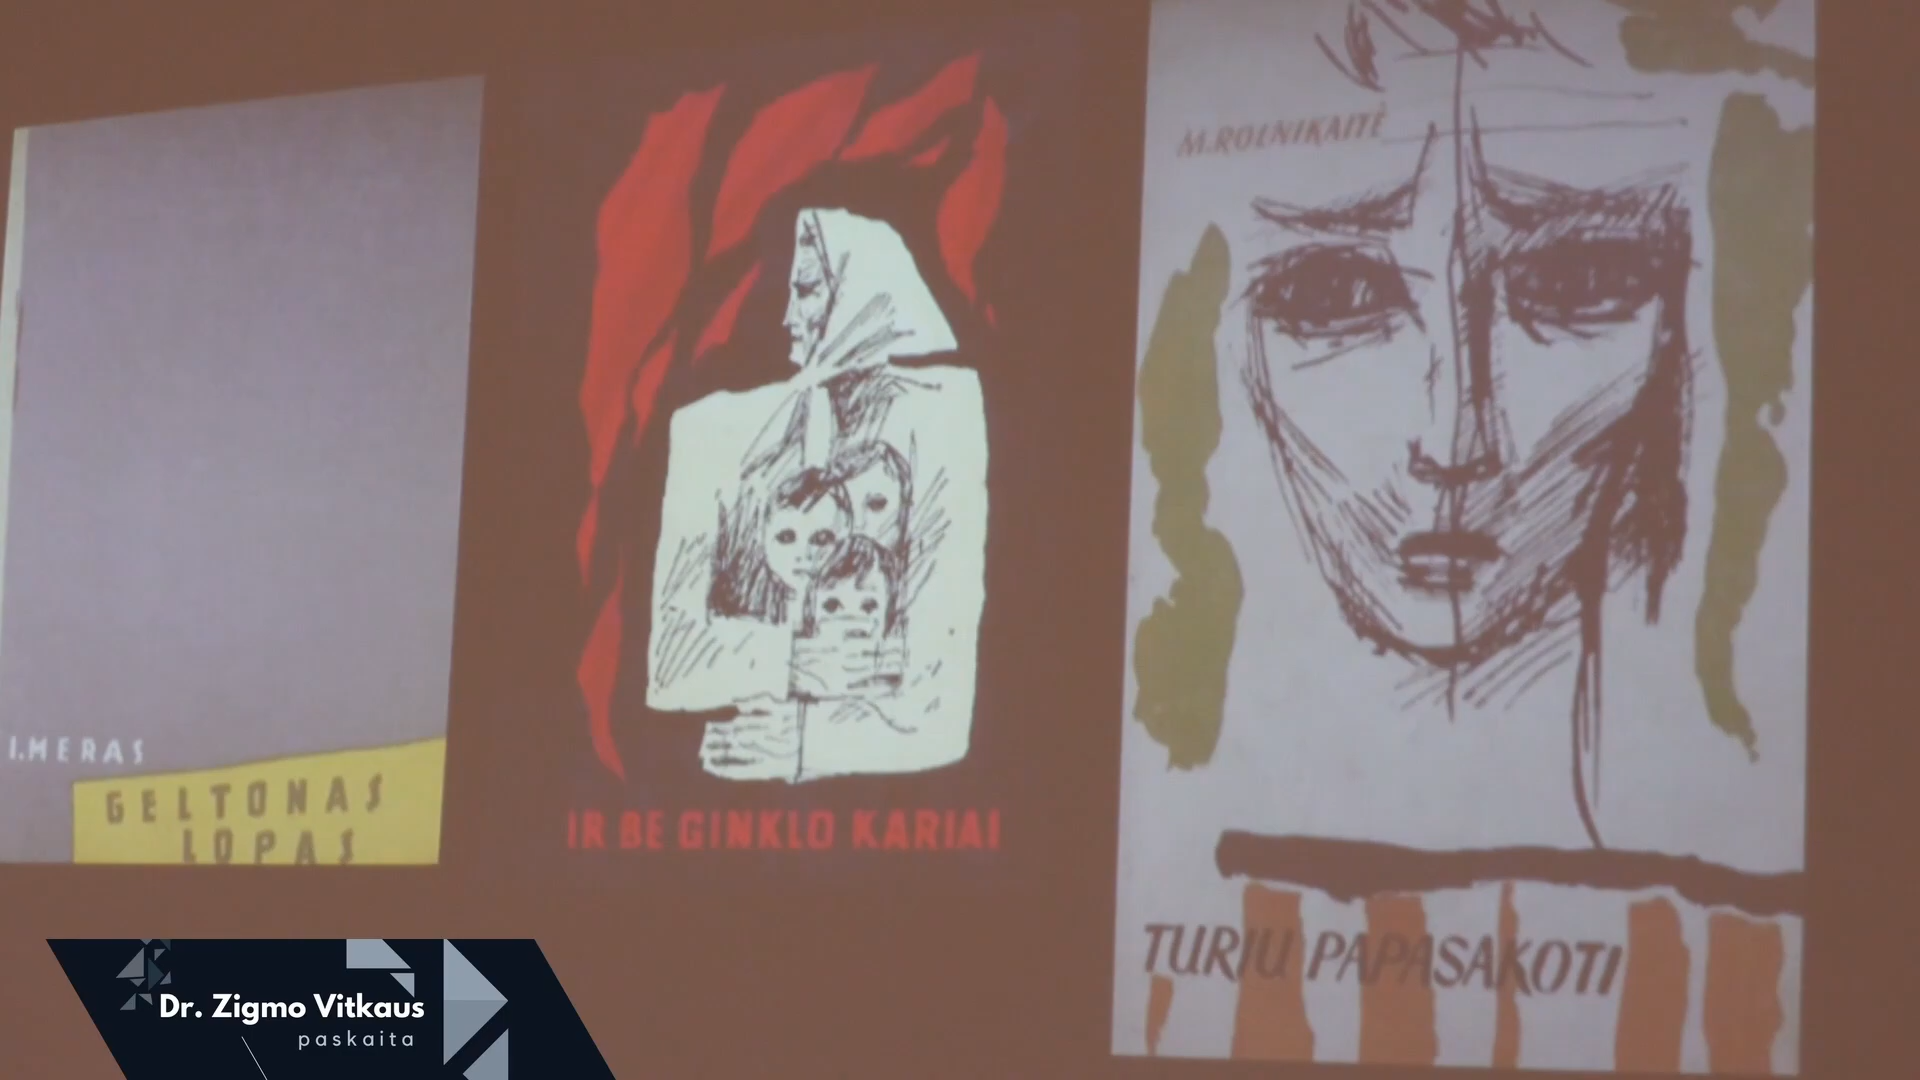 I.MERAS
GELTONAS
LOPAS
IR BE GINKLO KARIAI
M.ROLNIKAITĖ
TURIU PAPASAKOTI
Dr. Zigmo Vitkaus
paskaita